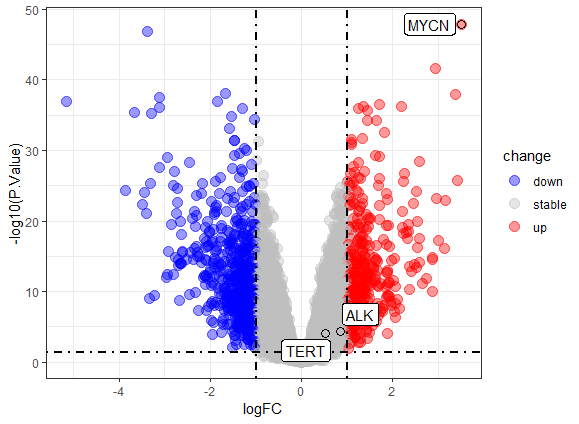 50
40
30
20
10
0
-log10(P.Value)
MYCN
ALK
TERT
-4
-2
0
2
logFC
change
down
stable
up